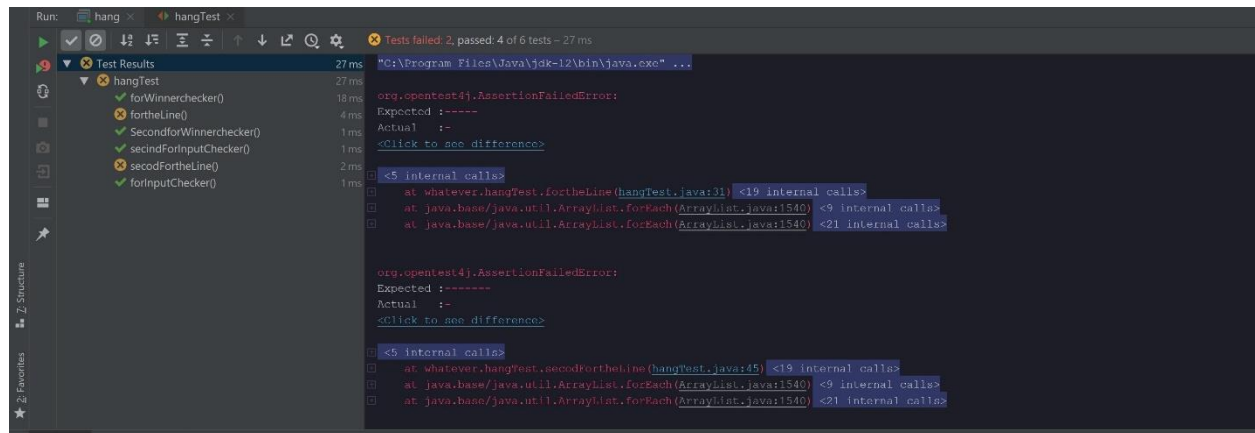 Run: hang × hangTest ×
Tests failed: 2, passed: 4 of 6 tests – 27 ms
Test Results 27 ms
hangTest 27 ms
forWinnerchecker() 18 ms
fortheLine() 4 ms
SecondforWinnerchecker() 1 ms
secindForInputChecker() 1 ms
secodFortheLine() 2 ms
forInputChecker() 1 ms
"C:\Program Files\Java\jdk-12\bin\java.exe" ...
org.opentest4j.AssertionFailedError:
Expected :-----
Actual :-
<Click to see difference>
<5 internal calls>
at whatever.hangTest.fortheLine(hangTest.java:31) <19 internal calls>
at java.base/java.util.ArrayList.forEach(ArrayList.java:1540) <9 internal calls>
at java.base/java.util.ArrayList.forEach(ArrayList.java:1540) <21 internal calls>
org.opentest4j.AssertionFailedError:
Expected :-------
Actual :-
<Click to see difference>
<5 internal calls>
at whatever.hangTest.secodFortheLine(hangTest.java:45) <19 internal calls>
at java.base/java.util.ArrayList.forEach(ArrayList.java:1540) <9 internal calls>
at java.base/java.util.ArrayList.forEach(ArrayList.java:1540) <21 internal calls>
Z: Structure
2: Favorites